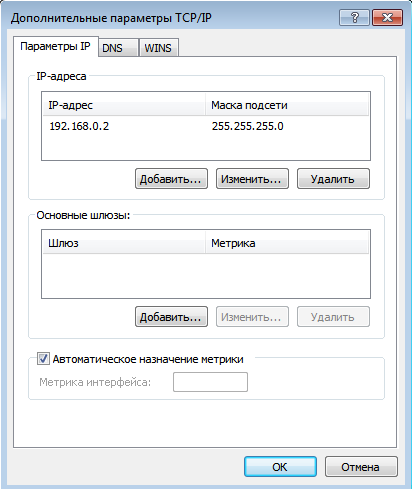 Дополнительные параметры TCP/IP
Параметры IP DNS WINS
IP-адреса
IP-адрес Маска подсети
192.168.0.2 255.255.255.0
Добавить... Изменить... Удалить
Основные шлюзы:
Шлюз Метрика
Добавить... Изменить... Удалить
Автоматическое назначение метрики
Метрика интерфейса:
OK Отмена